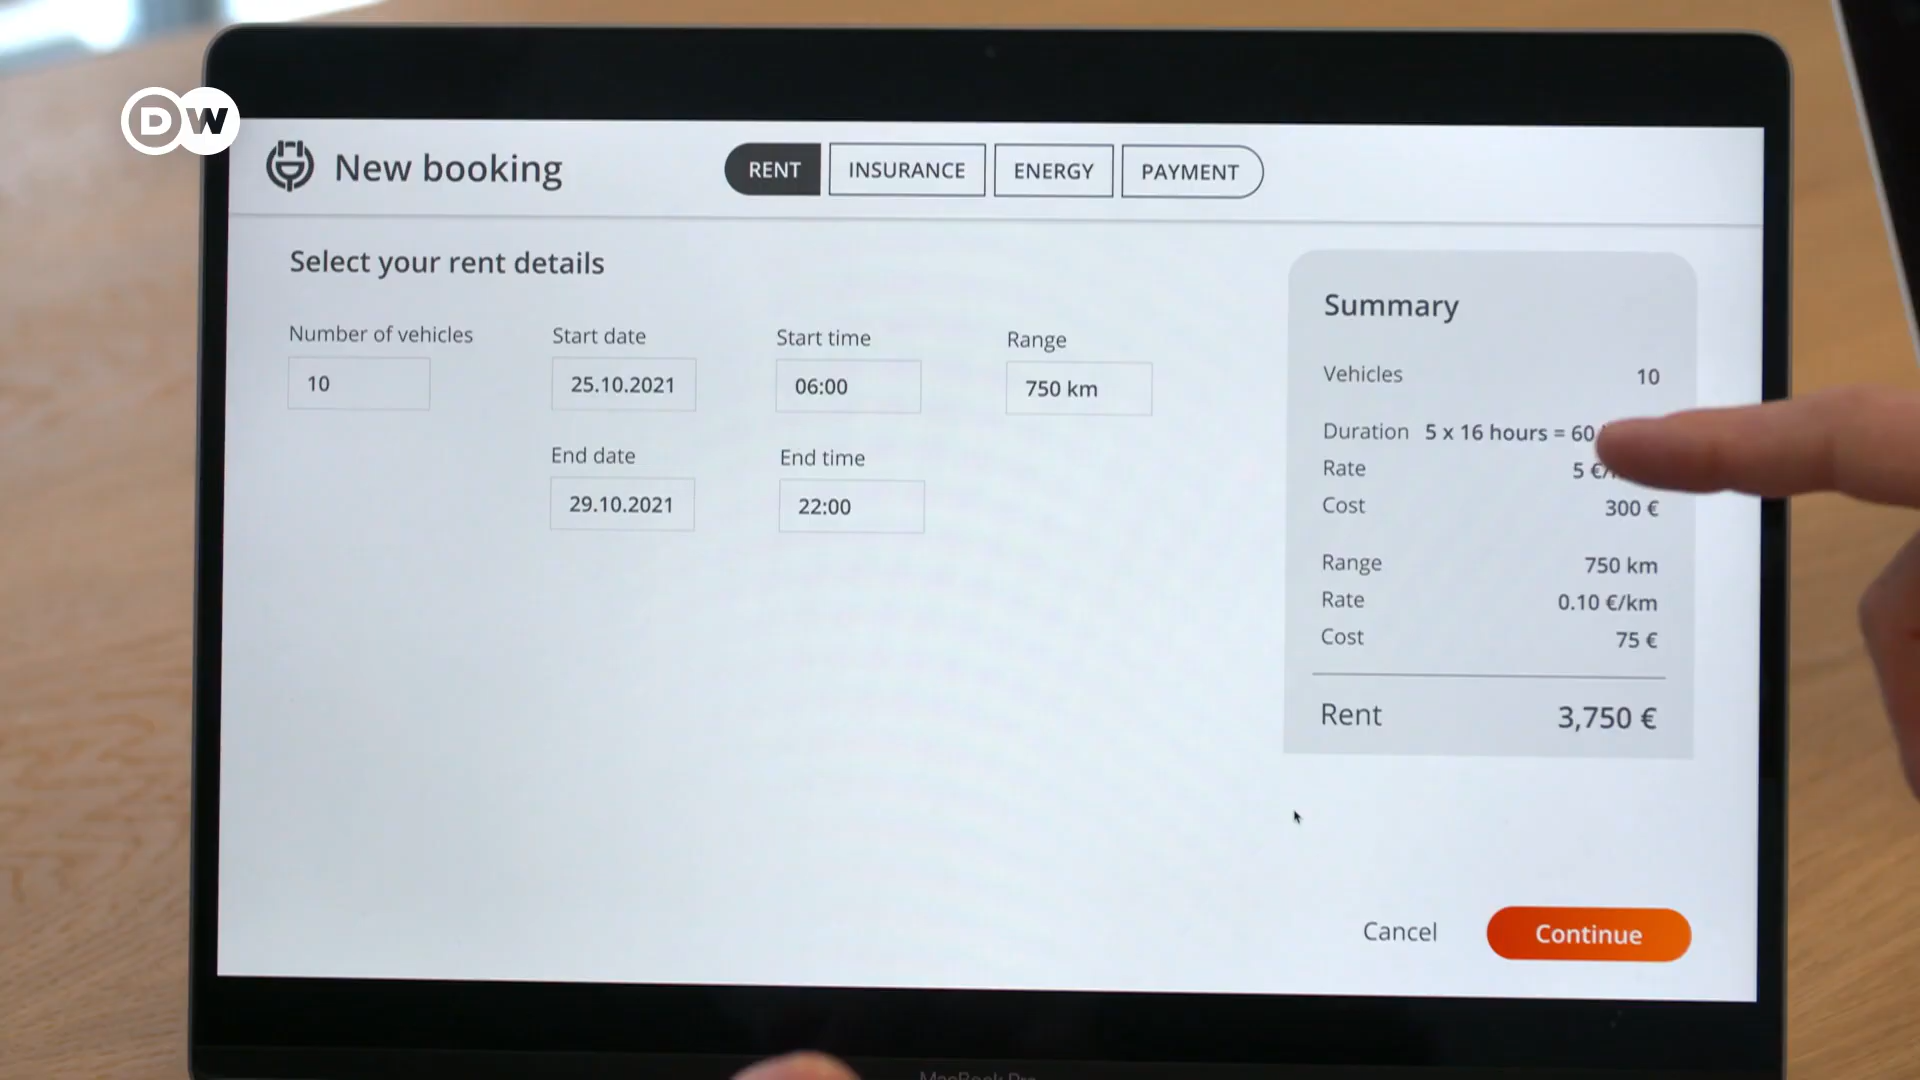 DW
New booking
RENT
INSURANCE
ENERGY
PAYMENT
Select your rent details
Number of vehicles
Start date
Start time
Range
10
25.10.2021
06:00
750 km
End date
End time
29.10.2021
22:00
Summary
Vehicles 10
Duration 5 x 16 hours = 60
Rate 5 €/
Cost 300 €
Range 750 km
Rate 0.10 €/km
Cost 75 €
Rent 3,750 €
Cancel
Continue